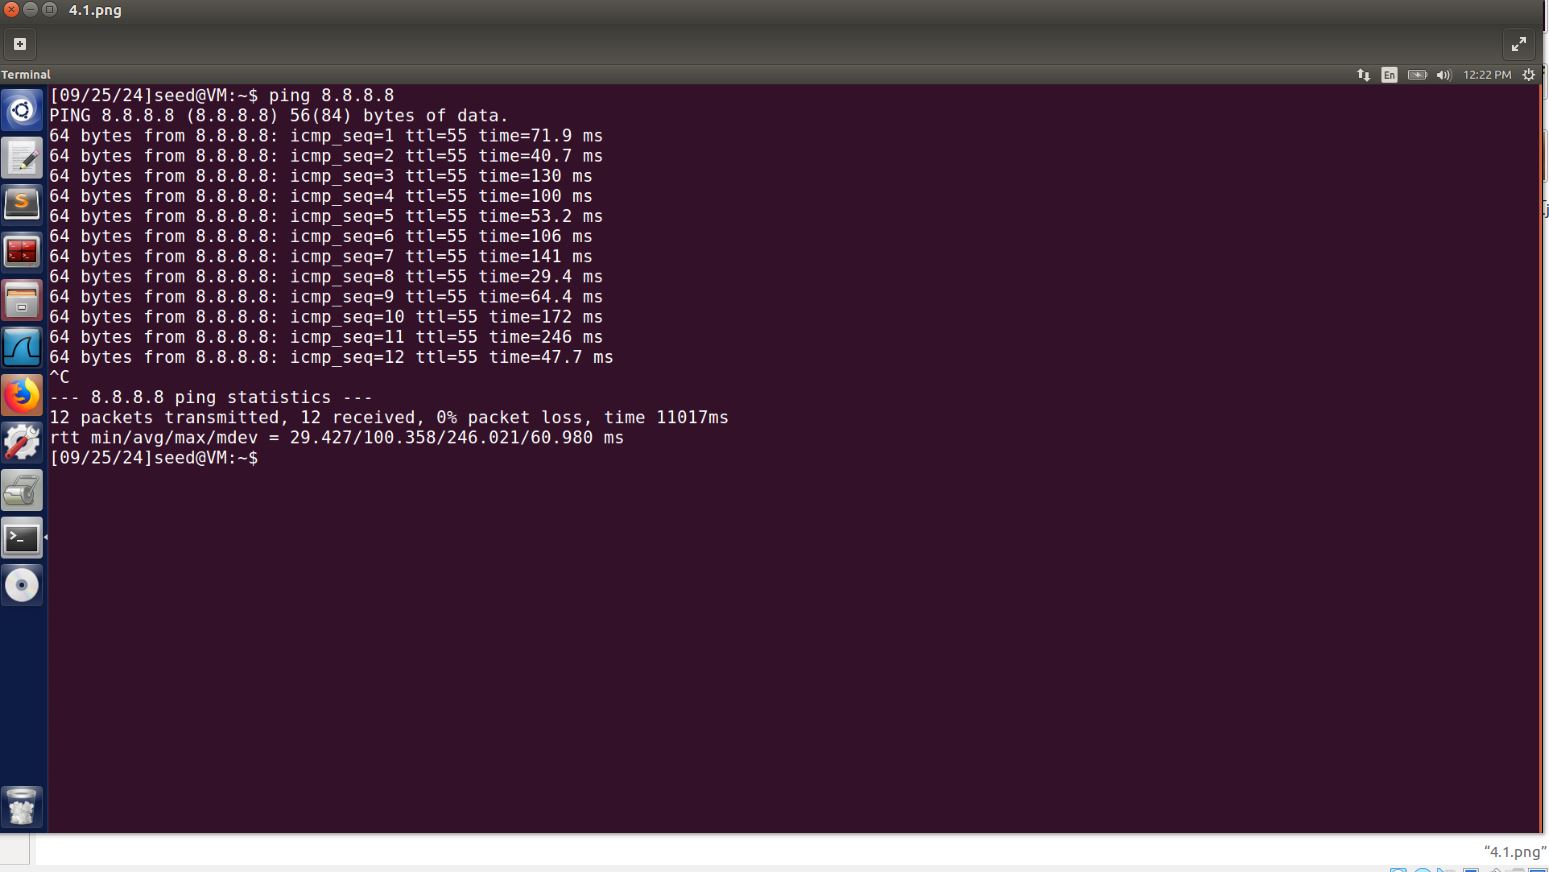 4.1.png
Terminal
En
12:22 PM
[09/25/24]seed@VM:~$ ping 8.8.8.8
PING 8.8.8.8 (8.8.8.8) 56(84) bytes of data.
64 bytes from 8.8.8.8: icmp_seq=1 ttl=55 time=71.9 ms
64 bytes from 8.8.8.8: icmp_seq=2 ttl=55 time=40.7 ms
64 bytes from 8.8.8.8: icmp_seq=3 ttl=55 time=130 ms
64 bytes from 8.8.8.8: icmp_seq=4 ttl=55 time=100 ms
64 bytes from 8.8.8.8: icmp_seq=5 ttl=55 time=53.2 ms
64 bytes from 8.8.8.8: icmp_seq=6 ttl=55 time=106 ms
64 bytes from 8.8.8.8: icmp_seq=7 ttl=55 time=141 ms
64 bytes from 8.8.8.8: icmp_seq=8 ttl=55 time=29.4 ms
64 bytes from 8.8.8.8: icmp_seq=9 ttl=55 time=64.4 ms
64 bytes from 8.8.8.8: icmp_seq=10 ttl=55 time=172 ms
64 bytes from 8.8.8.8: icmp_seq=11 ttl=55 time=246 ms
64 bytes from 8.8.8.8: icmp_seq=12 ttl=55 time=47.7 ms
^C
--- 8.8.8.8 ping statistics ---
12 packets transmitted, 12 received, 0% packet loss, time 11017ms
rtt min/avg/max/mdev = 29.427/100.358/246.021/60.980 ms
[09/25/24]seed@VM:~$
“4.1.png”